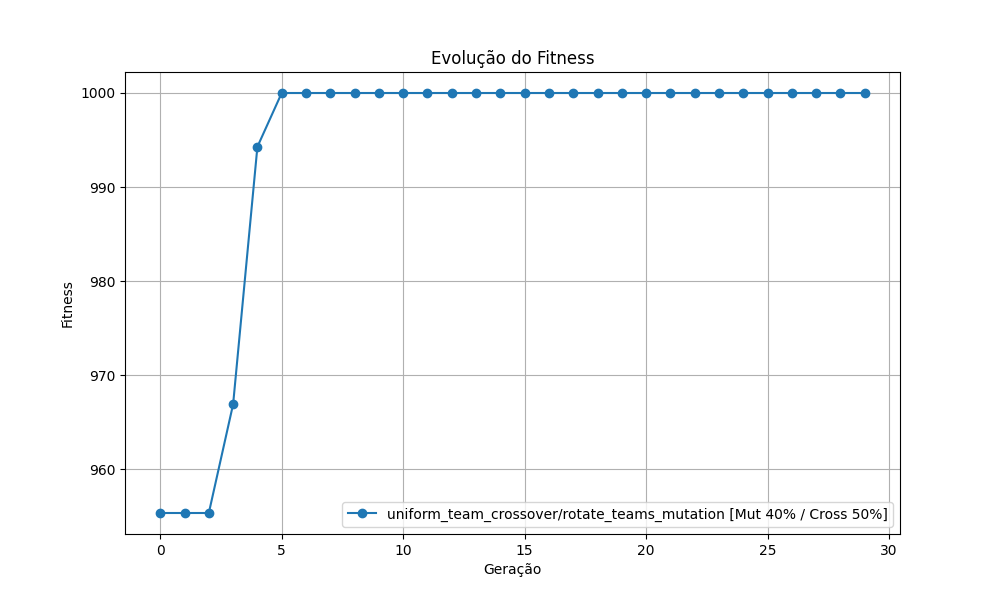 Evolução do Fitness
1000
990
980
970
960
Fitness
uniform_team_crossover/rotate_teams_mutation [Mut 40% / Cross 50%]
0 5 10 15 20 25 30
Geração